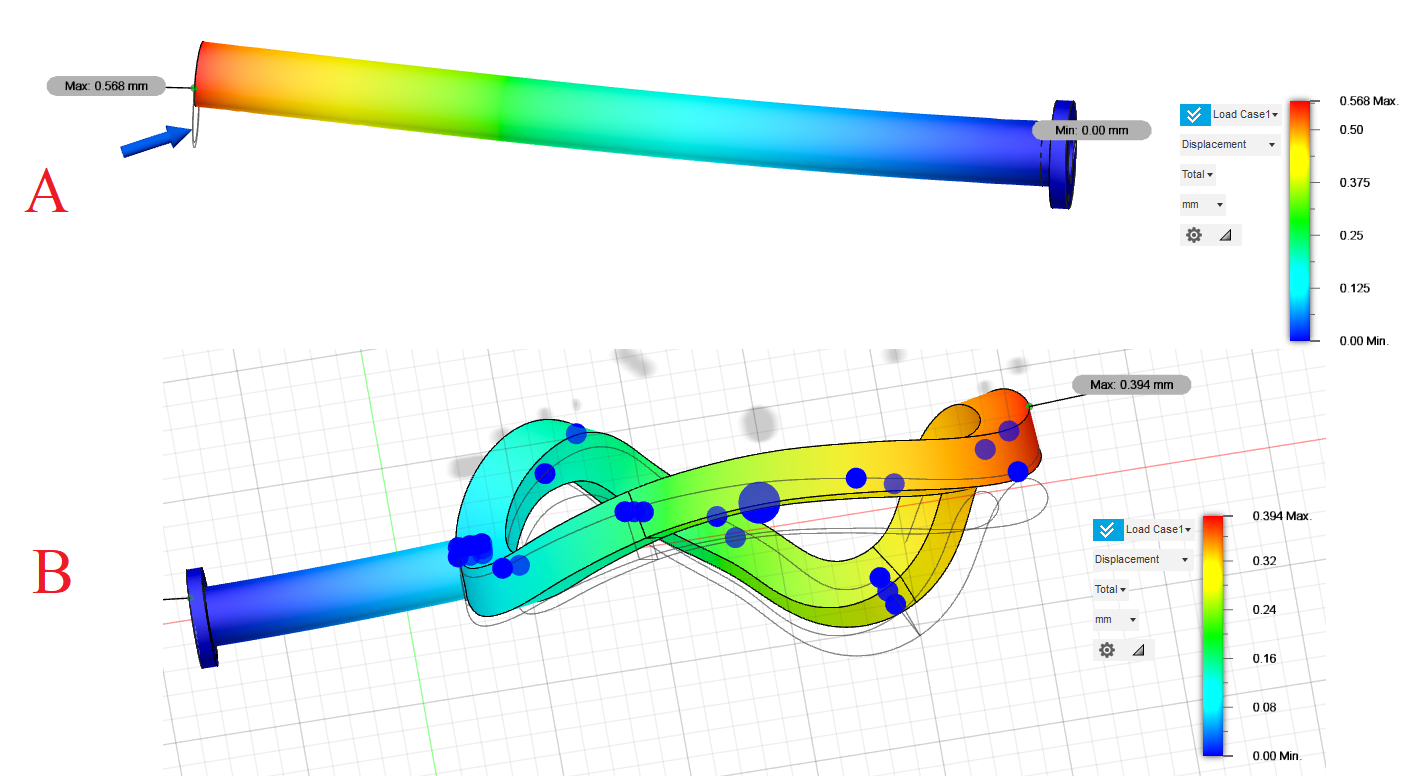 Max: 0.568 mm
Min: 0.00 mm
A
Load Case1
Displacement
Total
mm
0.568 Max.
0.50
0.375
0.25
0.125
0.00 Min.
Max: 0.394 mm
B
Load Case1
Displacement
Total
mm
0.394 Max.
0.32
0.24
0.16
0.08
0.00 Min.